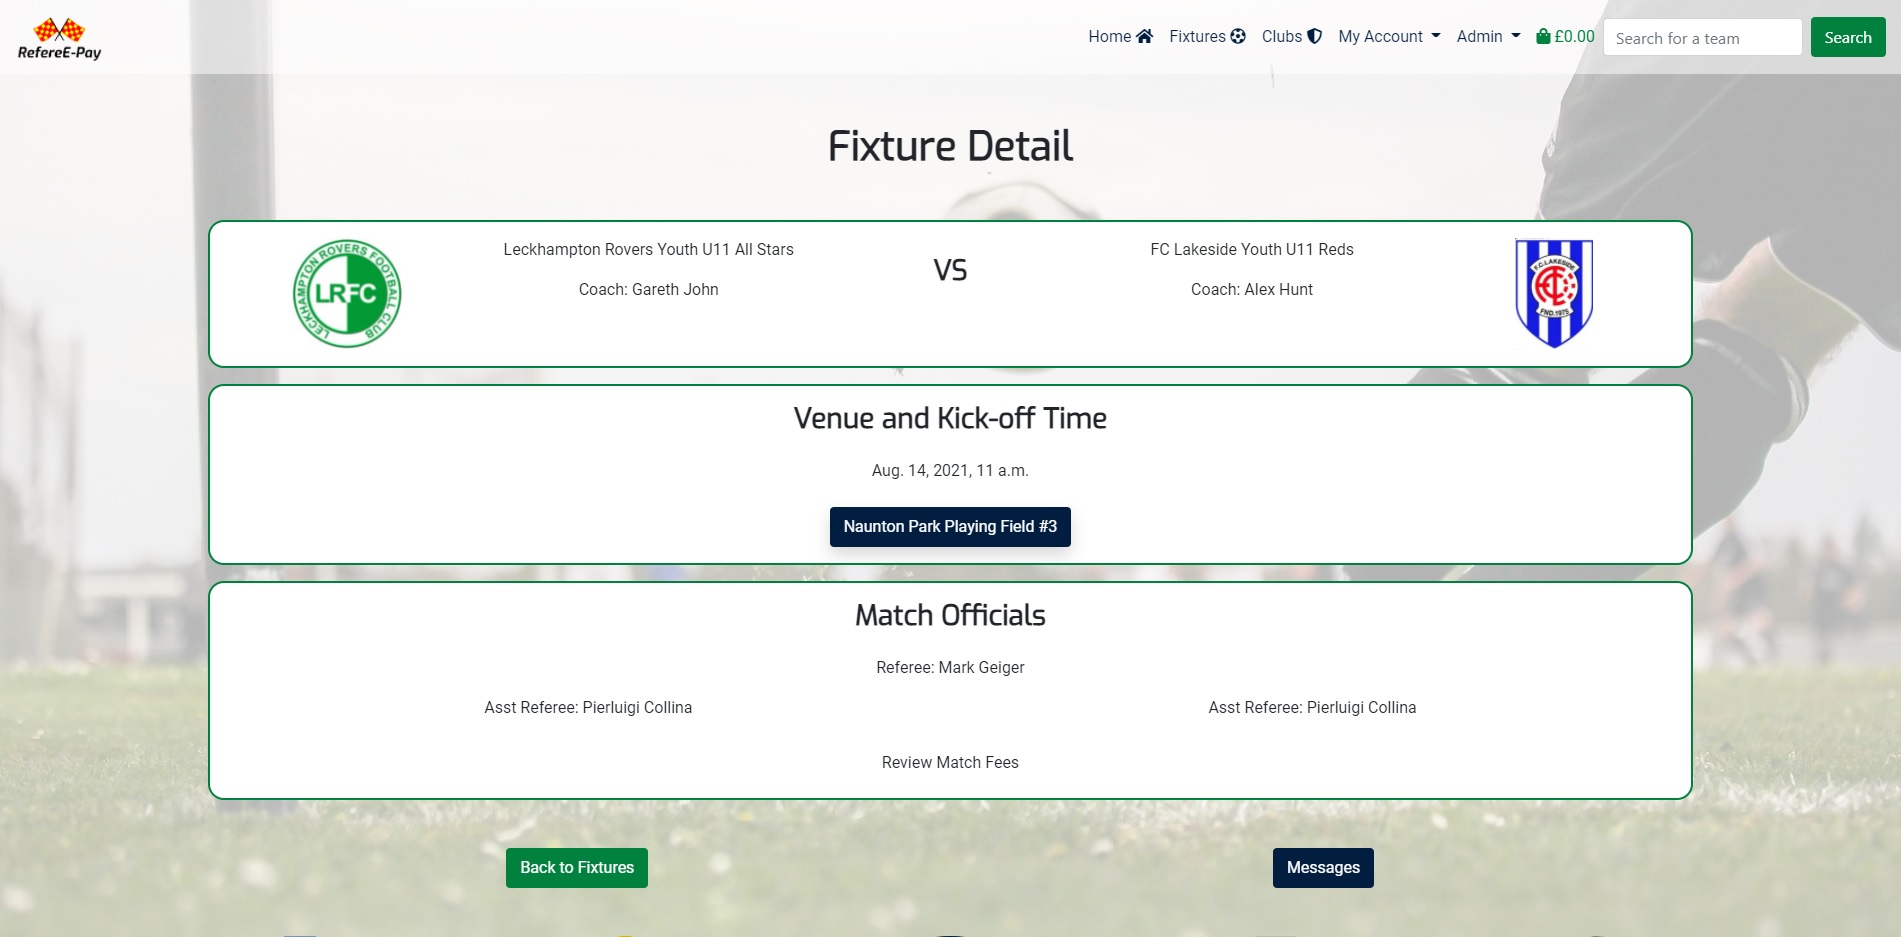 RefereE-Pay
Home
Fixtures
Clubs
My Account
Admin
£0.00
Search for a team
Search
Fixture Detail
LECKHAMPTON ROVERS FOOTBALL CLUB
LRFC
Leckhampton Rovers Youth U11 All Stars
Coach: Gareth John
VS
FC Lakeside Youth U11 Reds
Coach: Alex Hunt
F.C. LAKESIDE
FND. 1975
Venue and Kick-off Time
Aug. 14, 2021, 11 a.m.
Naunton Park Playing Field #3
Match Officials
Referee: Mark Geiger
Asst Referee: Pierluigi Collina
Asst Referee: Pierluigi Collina
Review Match Fees
Back to Fixtures
Messages